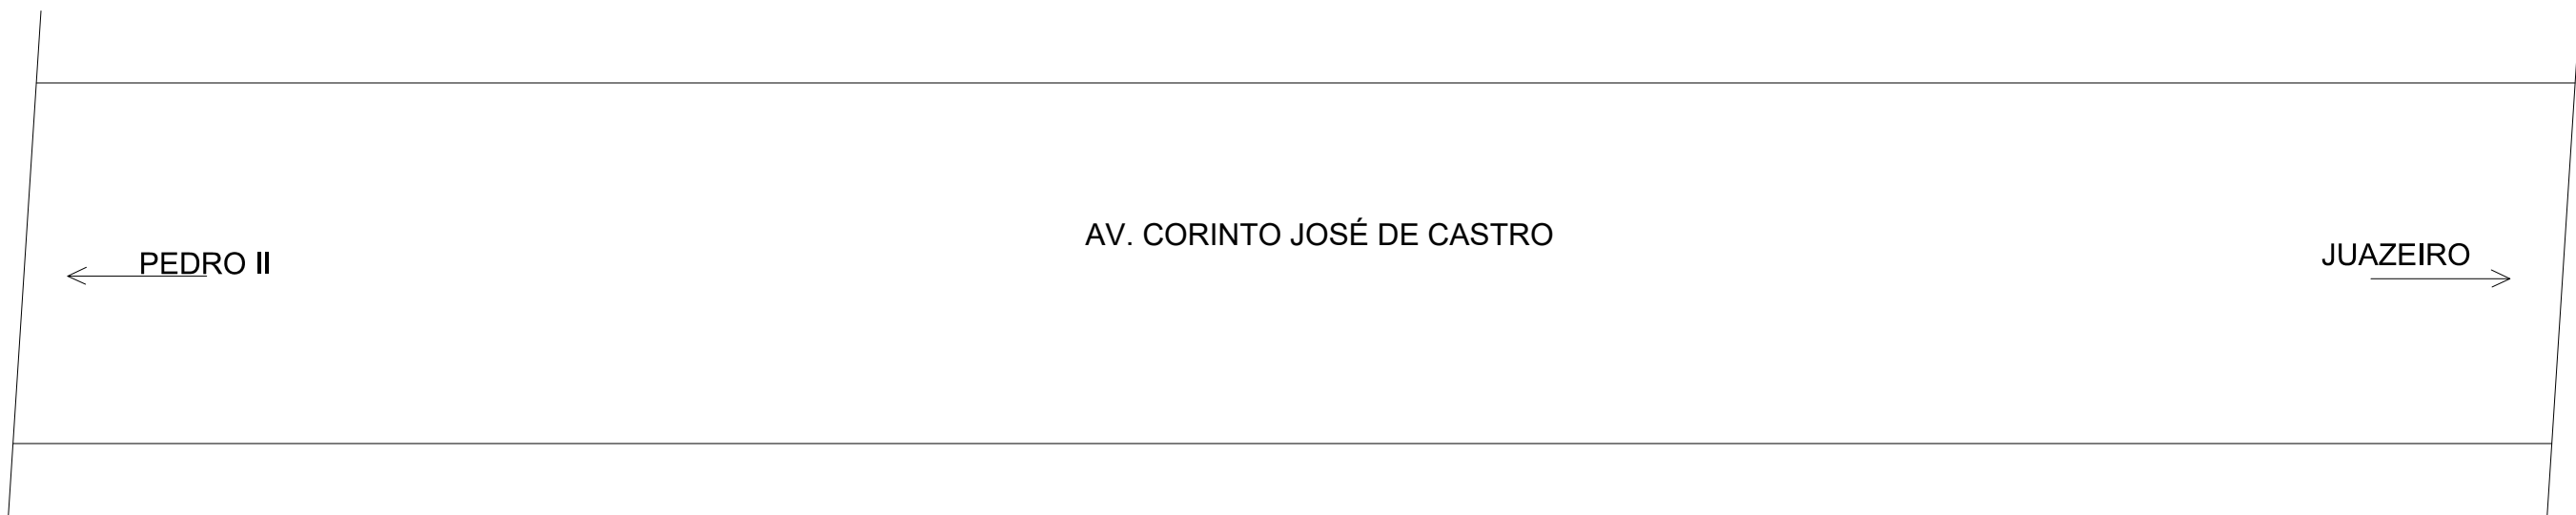 AV. CORINTO JOSÉ DE CASTRO
PEDRO II
JUAZEIRO